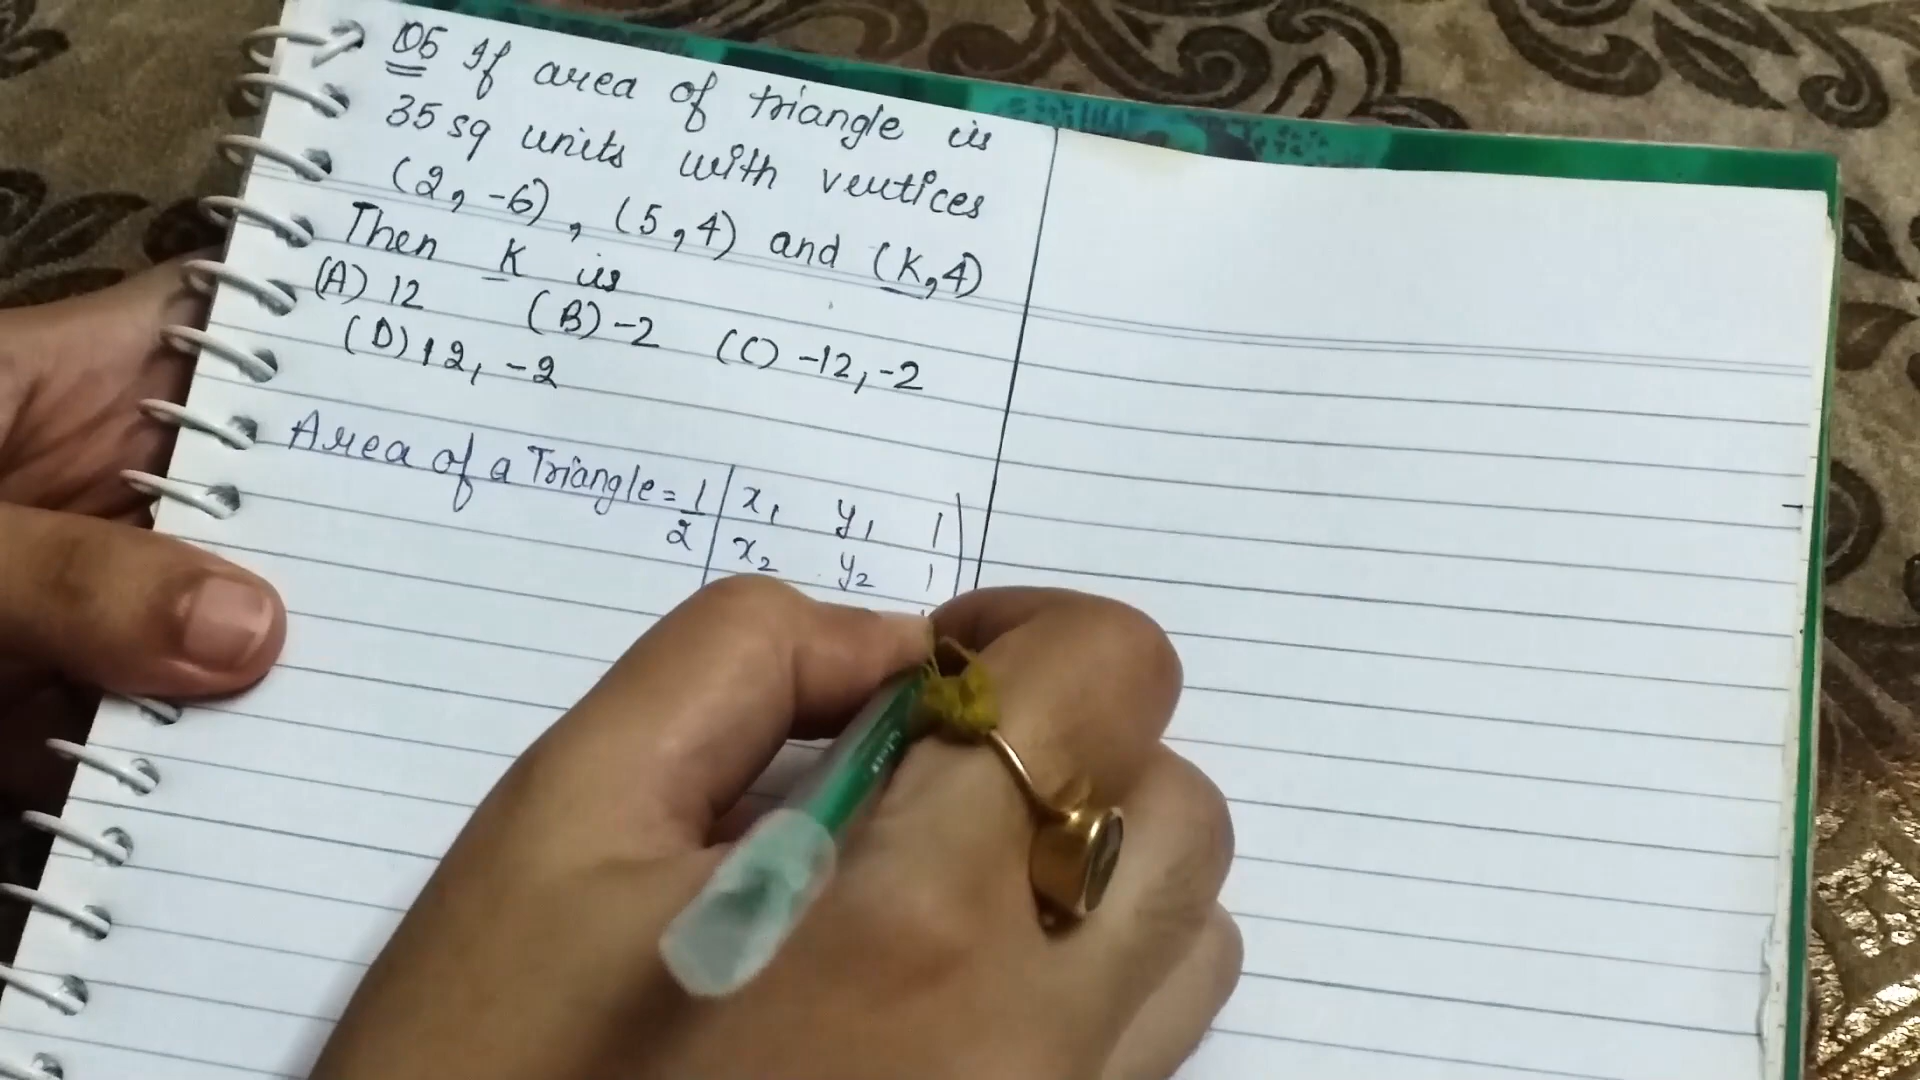 Q5 If area of triangle is
35 sq units with vertices
(2, -6), (5, 4) and (K, 4)
Then K is
(A) 12 (B) -2 (C) -12, -2
(D) 12, -2
Area of a Triangle = 1/2 | x₁ y₁ 1 |
x₂ y₂ 1